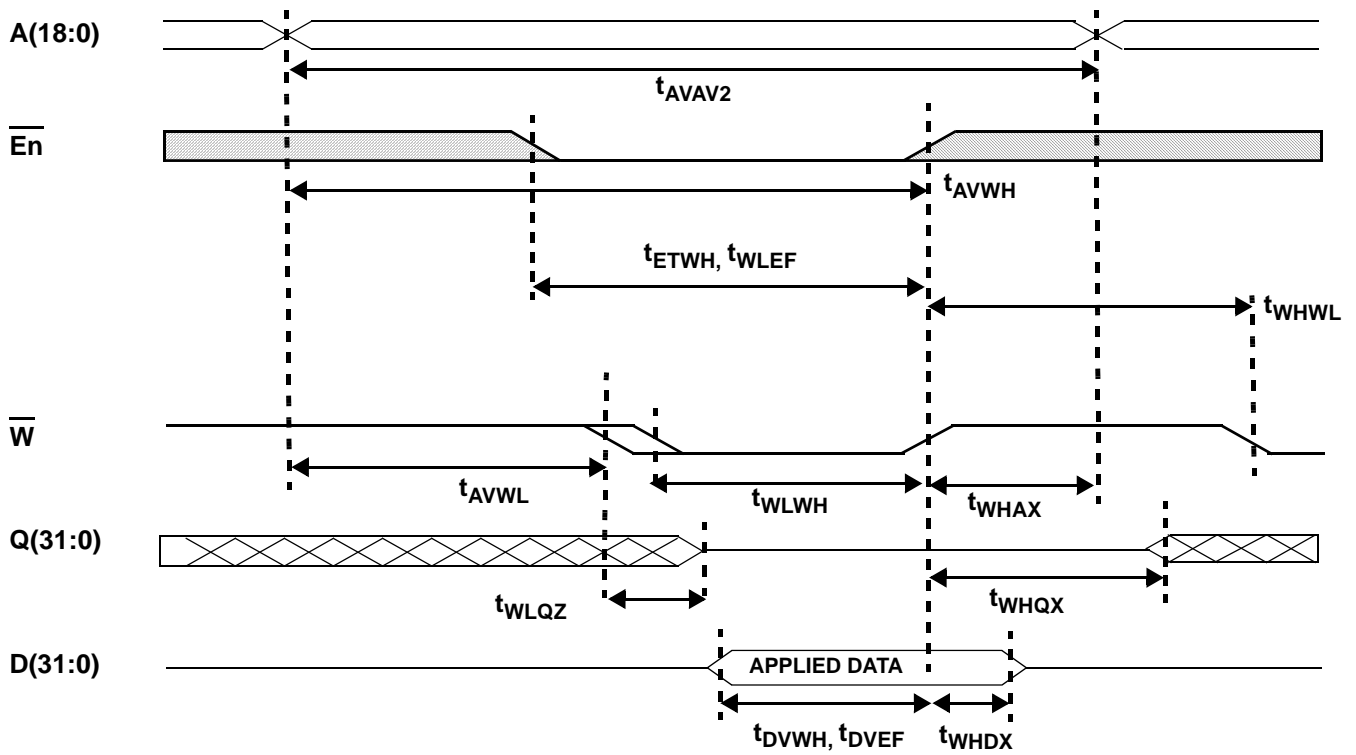 A(18:0)
tAVAV2
En
tAVWH
tETWH, tWLEF
tWHWL
W
tAVWL
tWLWH
tWHAX
Q(31:0)
tWLQZ
tWHQX
D(31:0)
APPLIED DATA
tDVWH, tDVEF
tWHDX